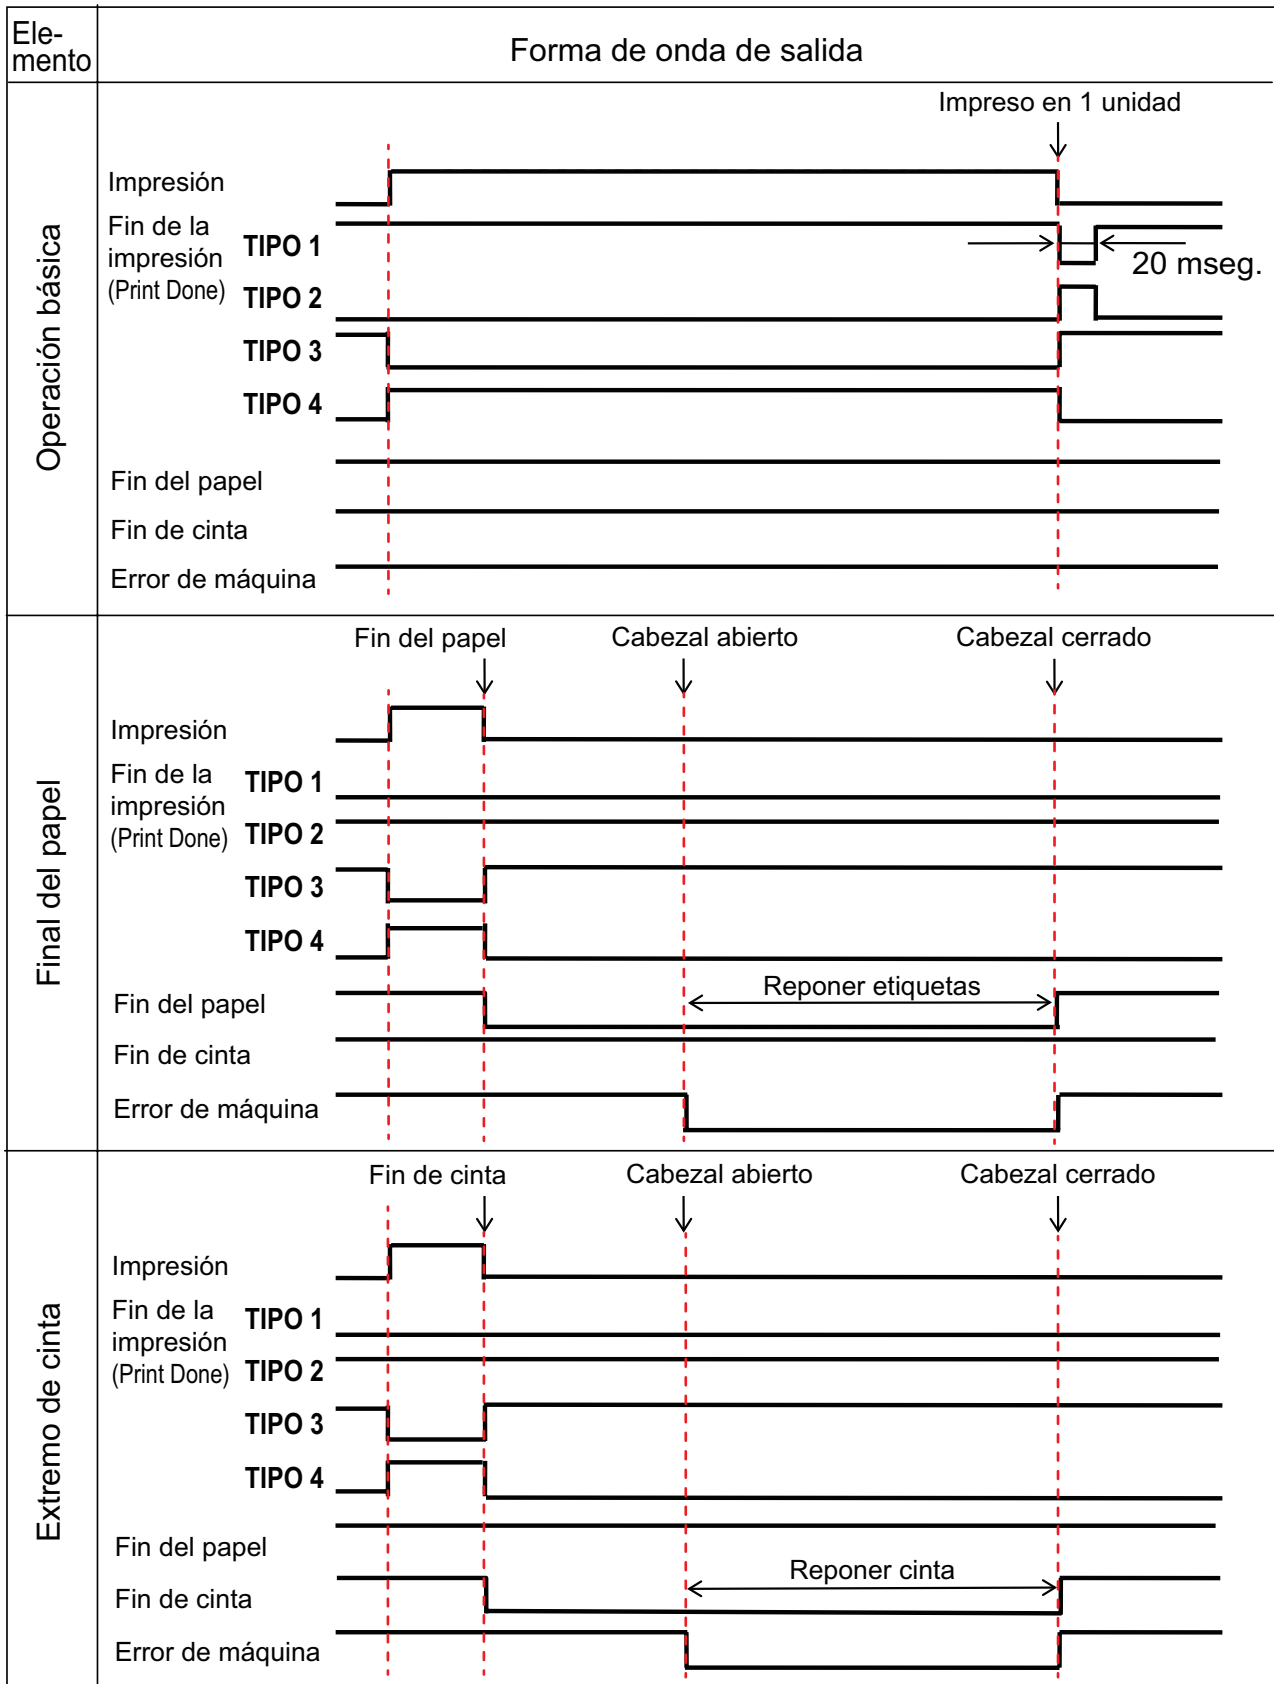 Ele-
mento
Forma de onda de salida
Operación básica
Impreso en 1 unidad
Impresión
Fin de la
impresión
(Print Done)
TIPO 1
20 mseg.
TIPO 2
TIPO 3
TIPO 4
Fin del papel
Fin de cinta
Error de máquina
Final del papel
Fin del papel
Cabezal abierto
Cabezal cerrado
Impresión
Fin de la
impresión
(Print Done)
TIPO 1
TIPO 2
TIPO 3
TIPO 4
Reponer etiquetas
Fin del papel
Fin de cinta
Error de máquina
Extremo de cinta
Fin de cinta
Cabezal abierto
Cabezal cerrado
Impresión
Fin de la
impresión
(Print Done)
TIPO 1
TIPO 2
TIPO 3
TIPO 4
Fin del papel
Reponer cinta
Fin de cinta
Error de máquina